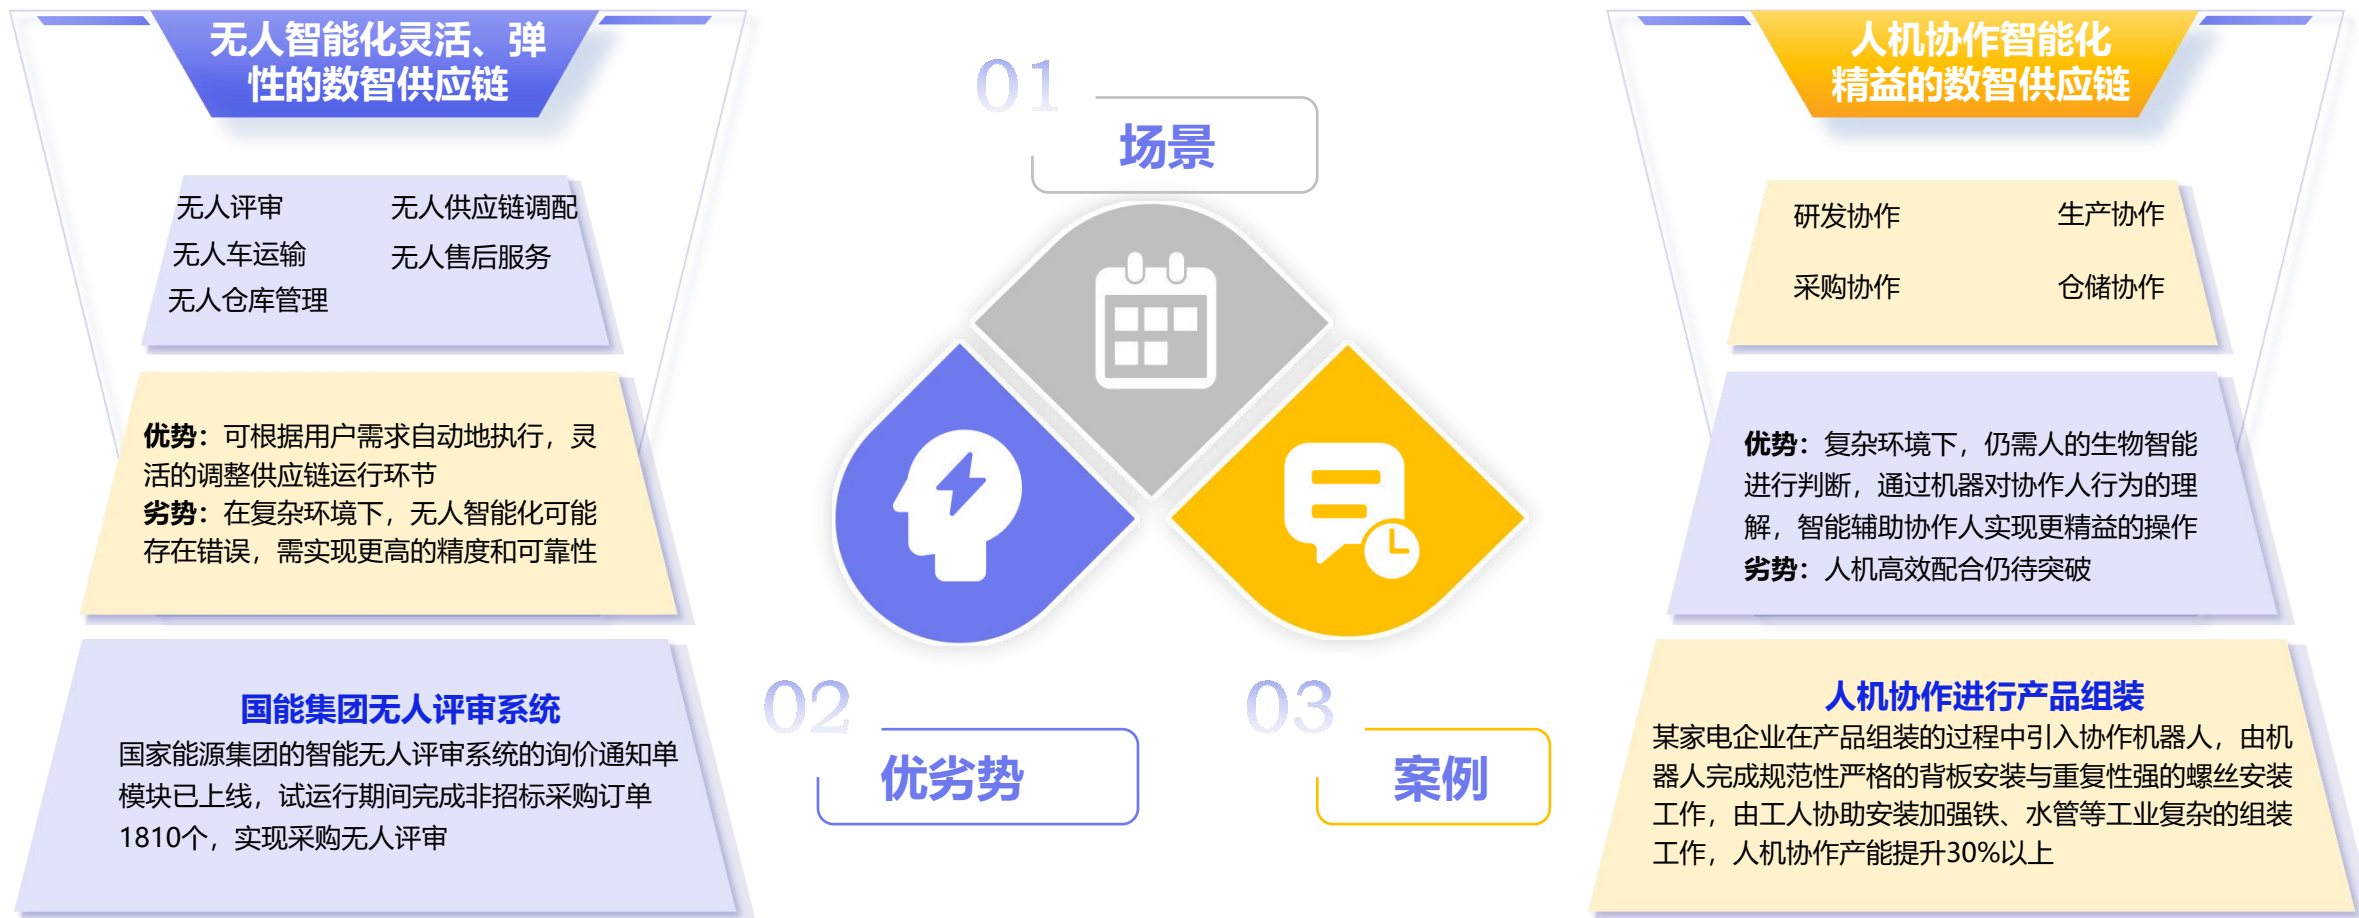 无人智能化灵活、弹
性的数智供应链
无人评审
无人供应链调配
无人车运输
无人售后服务
无人仓库管理
优势：可根据用户需求自动地执行，灵
活的调整供应链运行环节
劣势：在复杂环境下，无人智能化可能
存在错误，需实现更高的精度和可靠性
国能集团无人评审系统
国家能源集团的智能无人评审系统的询价通知单
模块已上线，试运行期间完成非招标采购订单
1810个，实现采购无人评审
01
场景
02
优劣势
03
案例
人机协作智能化
精益的数智供应链
研发协作
生产协作
采购协作
仓储协作
优势：复杂环境下，仍需人的生物智能
进行判断，通过机器对协作人行为的理
解，智能辅助协作人实现更精益的操作
劣势：人机高效配合仍待突破
人机协作进行产品组装
某家电企业在产品组装的过程中引入协作机器人，由机
器人完成规范性严格的背板安装与重复性强的螺丝安装
工作，由工人协助安装加强铁、水管等工业复杂的组装
工作，人机协作产能提升30%以上